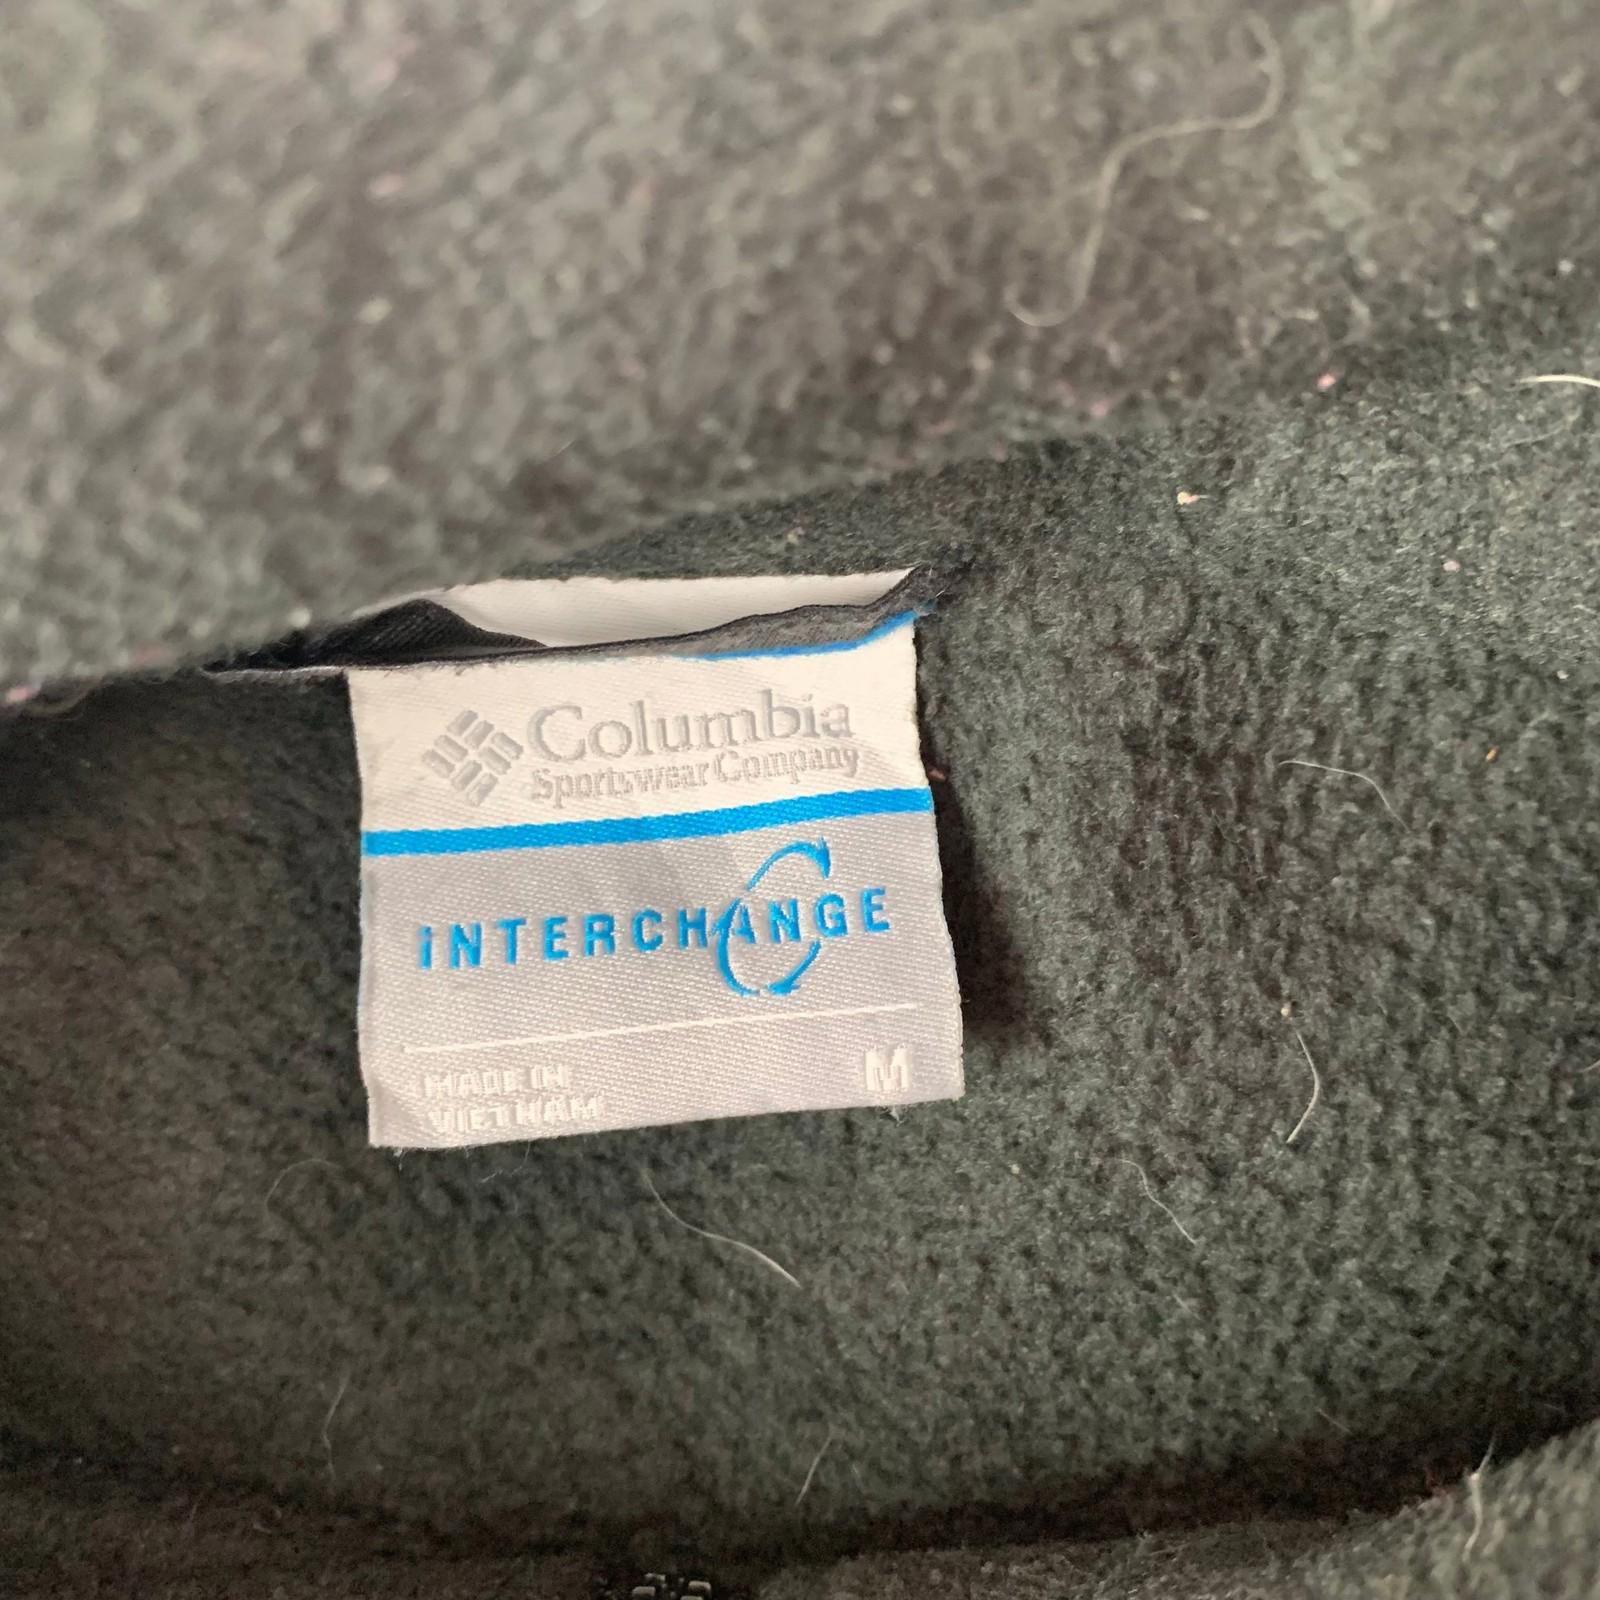 Columbia
Sportswear Company
iNTERCHANGE
MADE IN
VIETNAM
M